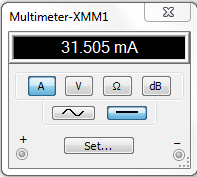 Multimeter-XMM1
31.505 mA
A V Ω dB
+ Set... –